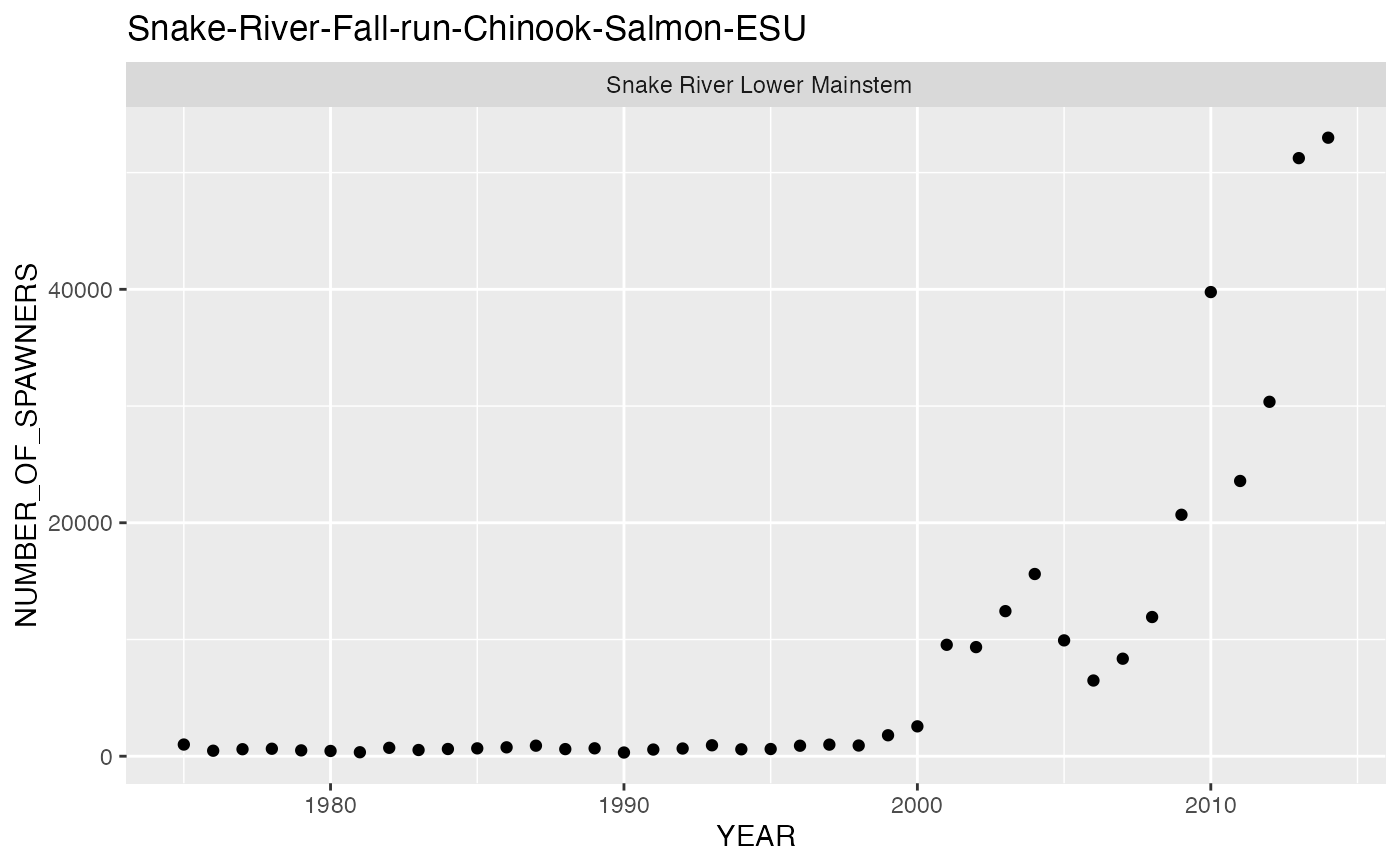 Snake-River-Fall-run-Chinook-Salmon-ESU
Snake River Lower Mainstem
NUMBER_OF_SPAWNERS
40000
20000
0
1980 1990 2000 2010
YEAR